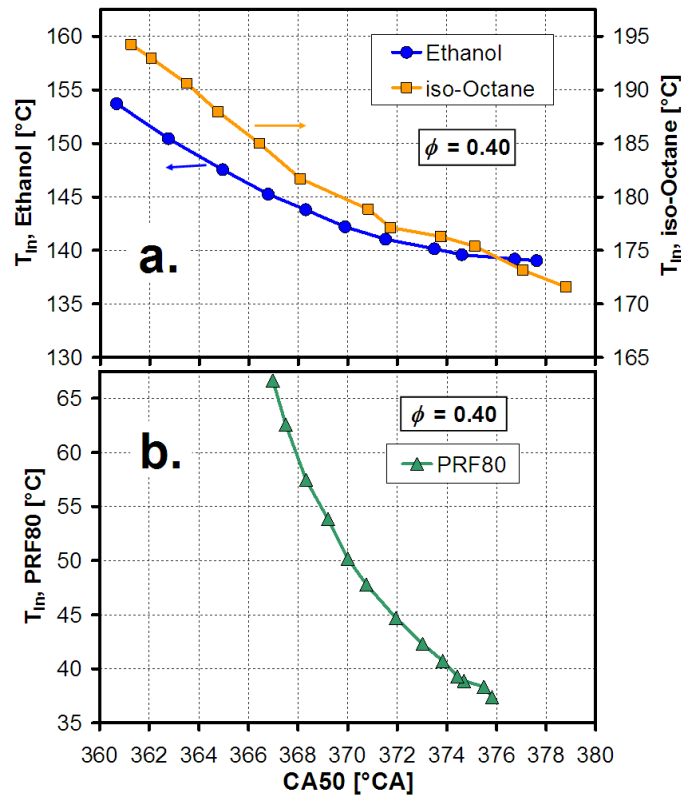 160
155
150
145
140
135
130
T_In, Ethanol [°C]
195
190
185
180
175
170
165
T_In, iso-Octane [°C]
Ethanol
iso-Octane
ϕ = 0.40
a.
65
60
55
50
45
40
35
T_In, PRF80 [°C]
ϕ = 0.40
PRF80
b.
360 362 364 366 368 370 372 374 376 378 380
CA50 [°CA]